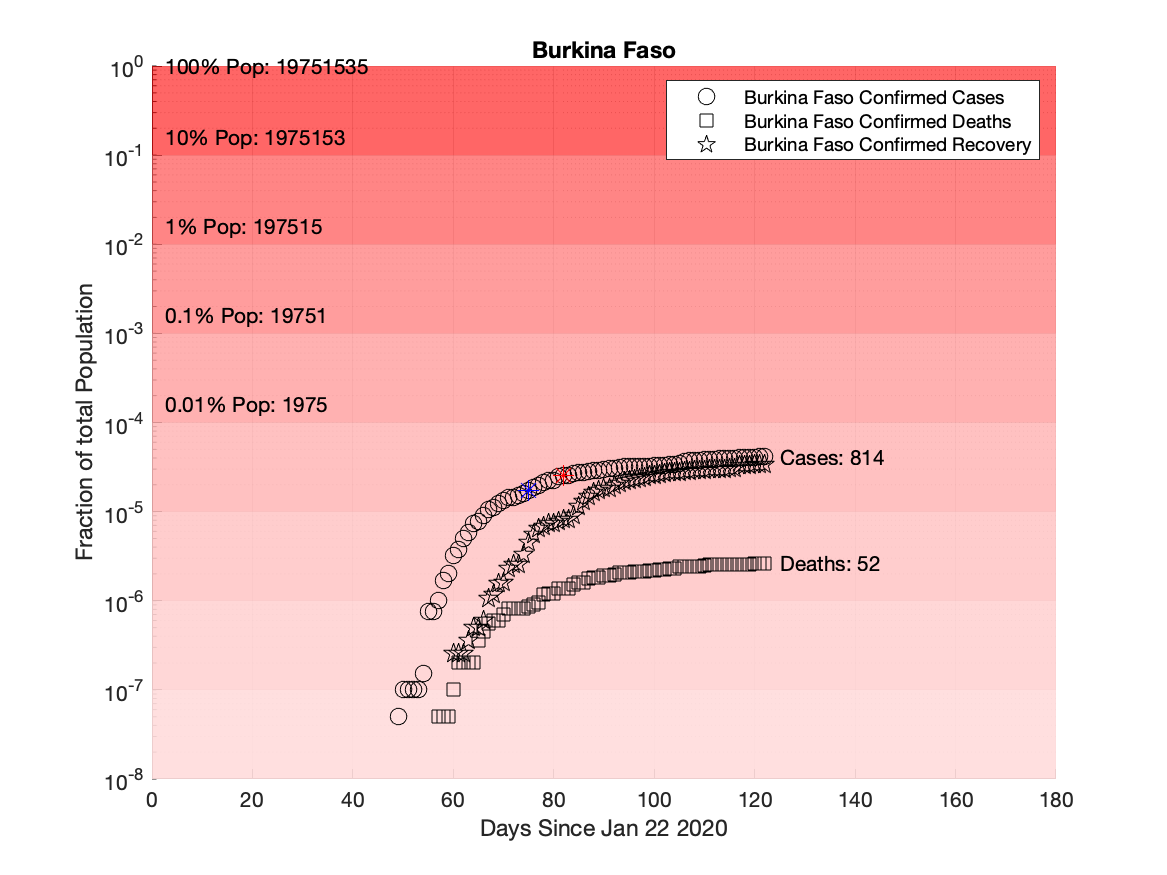 Burkina Faso
10^0
100% Pop: 19751535
Burkina Faso Confirmed Cases
Burkina Faso Confirmed Deaths
Burkina Faso Confirmed Recovery
10% Pop: 1975153
10^-1
1% Pop: 197515
10^-2
0.1% Pop: 19751
10^-3
0.01% Pop: 1975
10^-4
Cases: 814
10^-5
Deaths: 52
10^-6
10^-7
10^-8
Fraction of total Population
0 20 40 60 80 100 120 140 160 180
Days Since Jan 22 2020